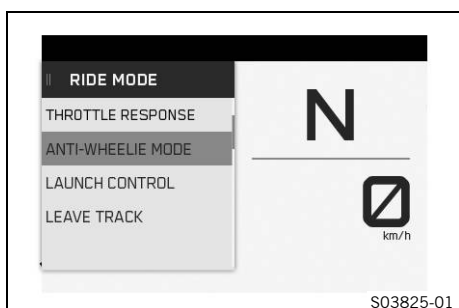 RIDE MODE
THROTTLE RESPONSE
ANTI-WHEELIE MODE
LAUNCH CONTROL
LEAVE TRACK
N
0
km/h
S03825-01